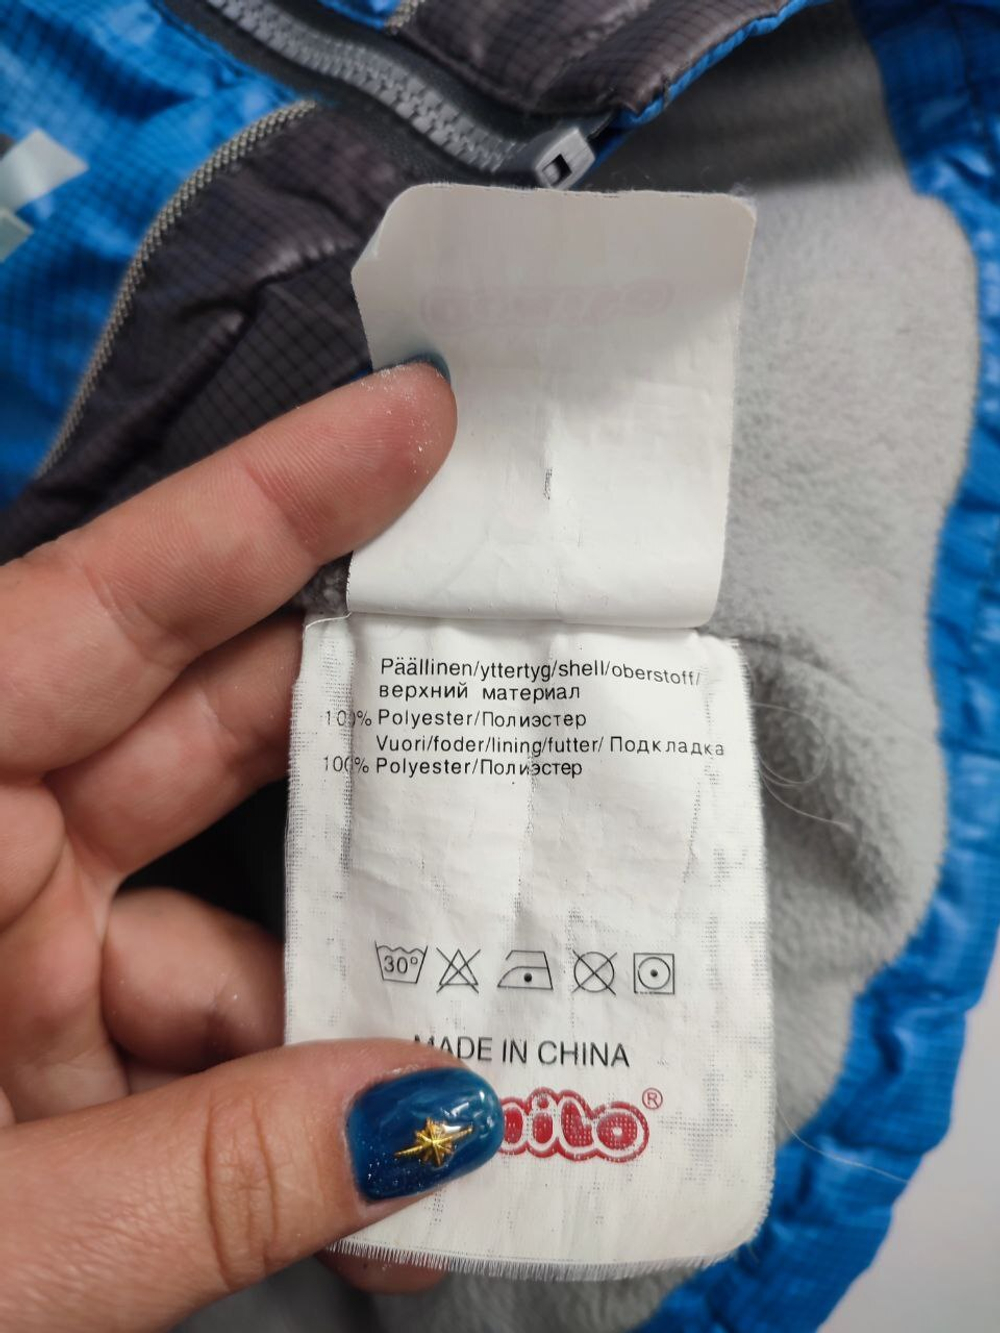 Päällinen/yttertyg/shell/oberstoff/
верхний материал
100% Polyester/Полиэстер
Vuori/foder/lining/futter/ Подкладка
100% Polyester/Полиэстер
30°
MADE IN CHINA
®